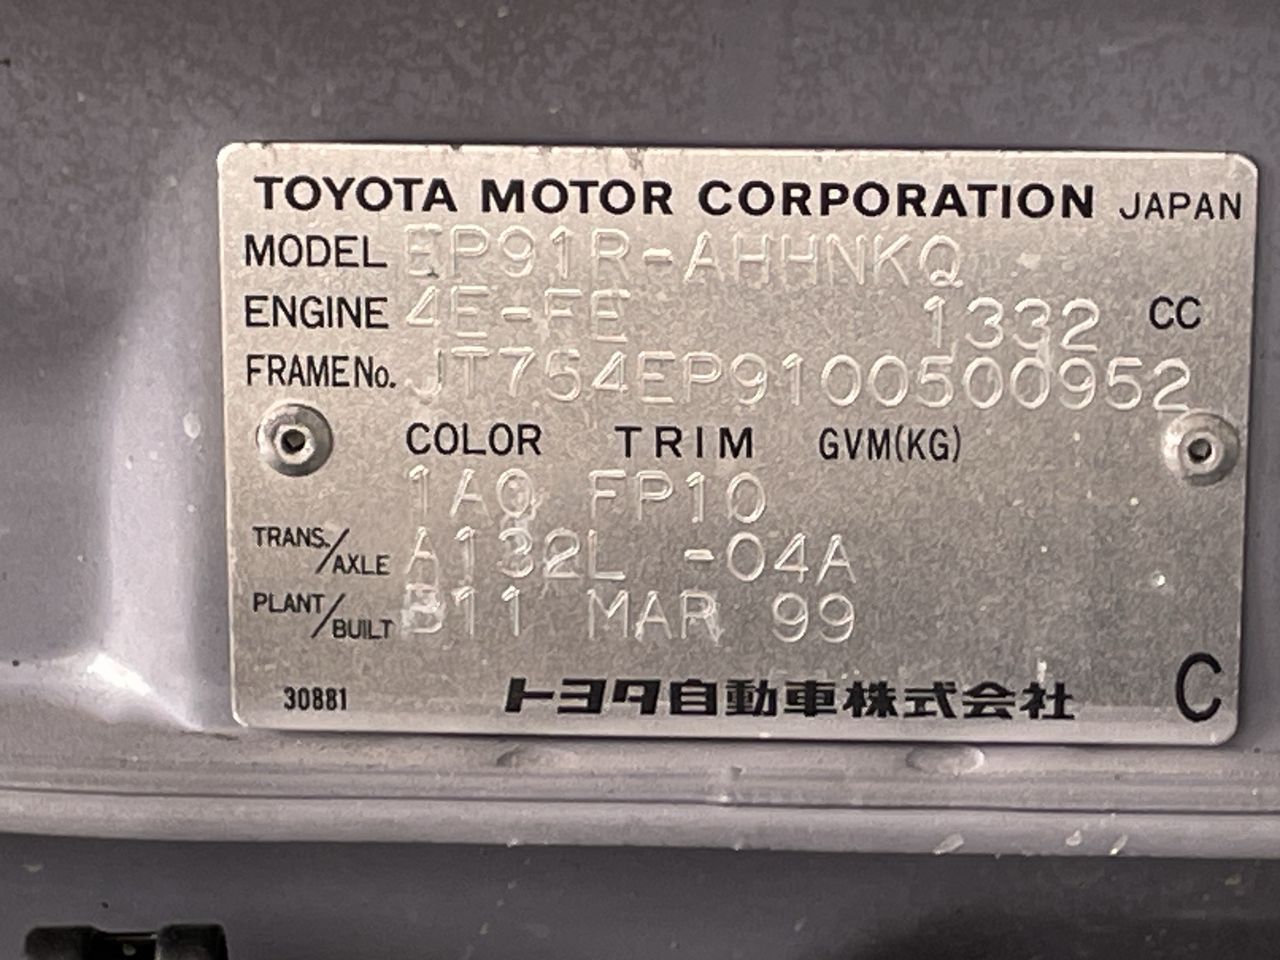 TOYOTA MOTOR CORPORATION JAPAN
MODEL EP91R-AHHNKQ
ENGINE 4E-FE 1332 CC
FRAME No. JT754EP9100500952
COLOR TRIM GVM(KG)
1A0 FP10
TRANS./AXLE A132L -04A
PLANT/BUILT B11 MAR 99
30881 トヨタ自動車株式会社 C